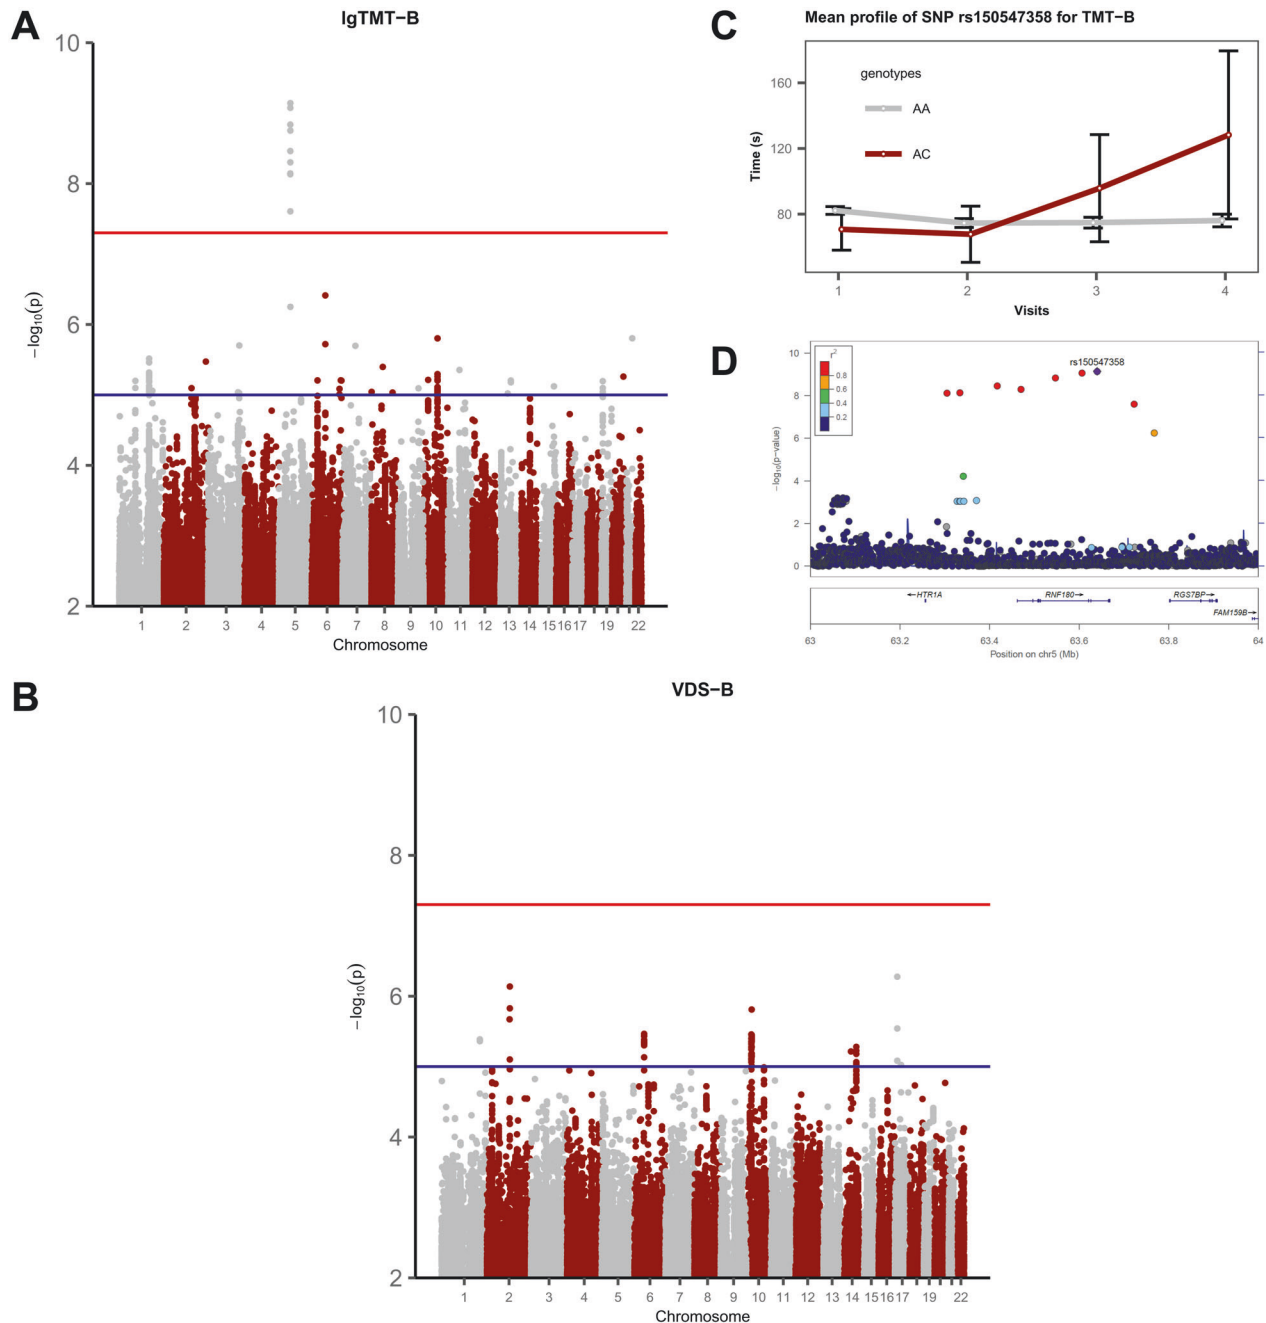 A
lgTMT−B
10
8
6
4
2
−log10(p)
1 2 3 4 5 6 7 8 9 10 11 12 13 14 15 16 17 19 22
Chromosome
C
Mean profile of SNP rs150547358 for TMT−B
genotypes
AA
AC
160
120
80
Time (s)
1 2 3 4
Visits
D
r2
0.8
0.6
0.4
0.2
rs150547358
10
8
6
4
2
0
−log10(p-value)
←HTR1A
RNF180→
RGS7BP→
FAM159B→
63 63.2 63.4 63.6 63.8 64
Position on chr5 (Mb)
B
VDS−B
10
8
6
4
2
−log10(p)
1 2 3 4 5 6 7 8 9 10 11 12 13 14 15 16 17 19 22
Chromosome